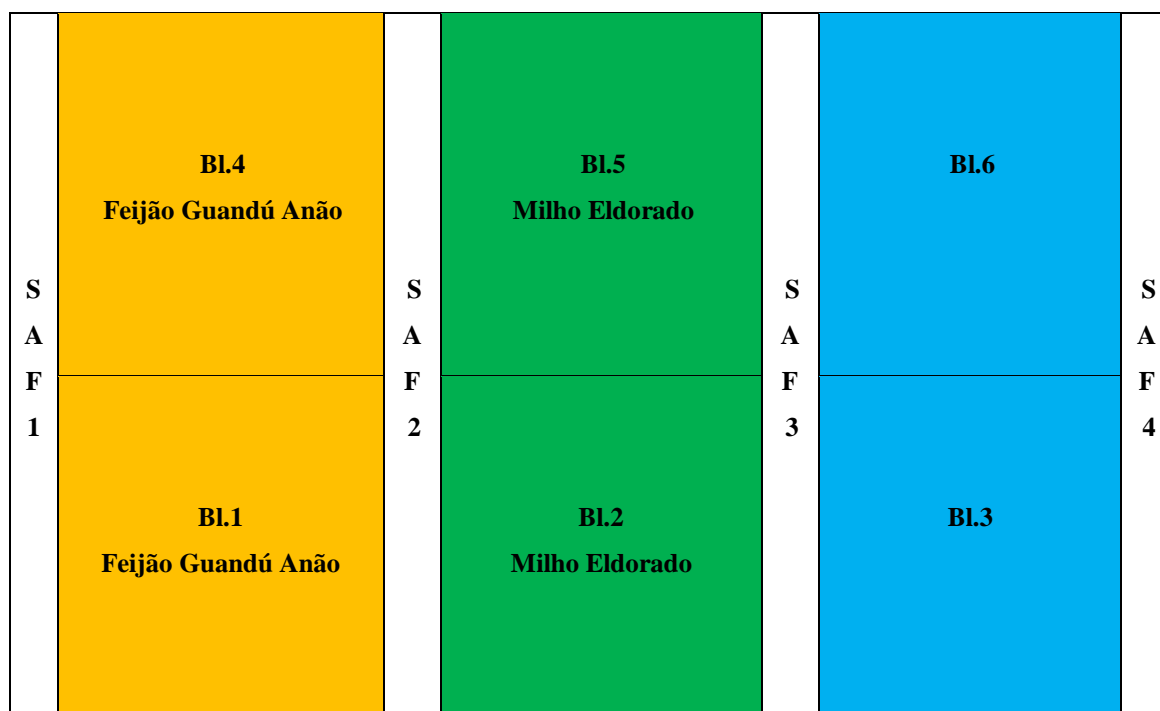 Bl.4
Feijão Guandú Anão
Bl.5
Milho Eldorado
Bl.6
S
A
F
1
S
A
F
2
S
A
F
3
S
A
F
4
Bl.1
Feijão Guandú Anão
Bl.2
Milho Eldorado
Bl.3